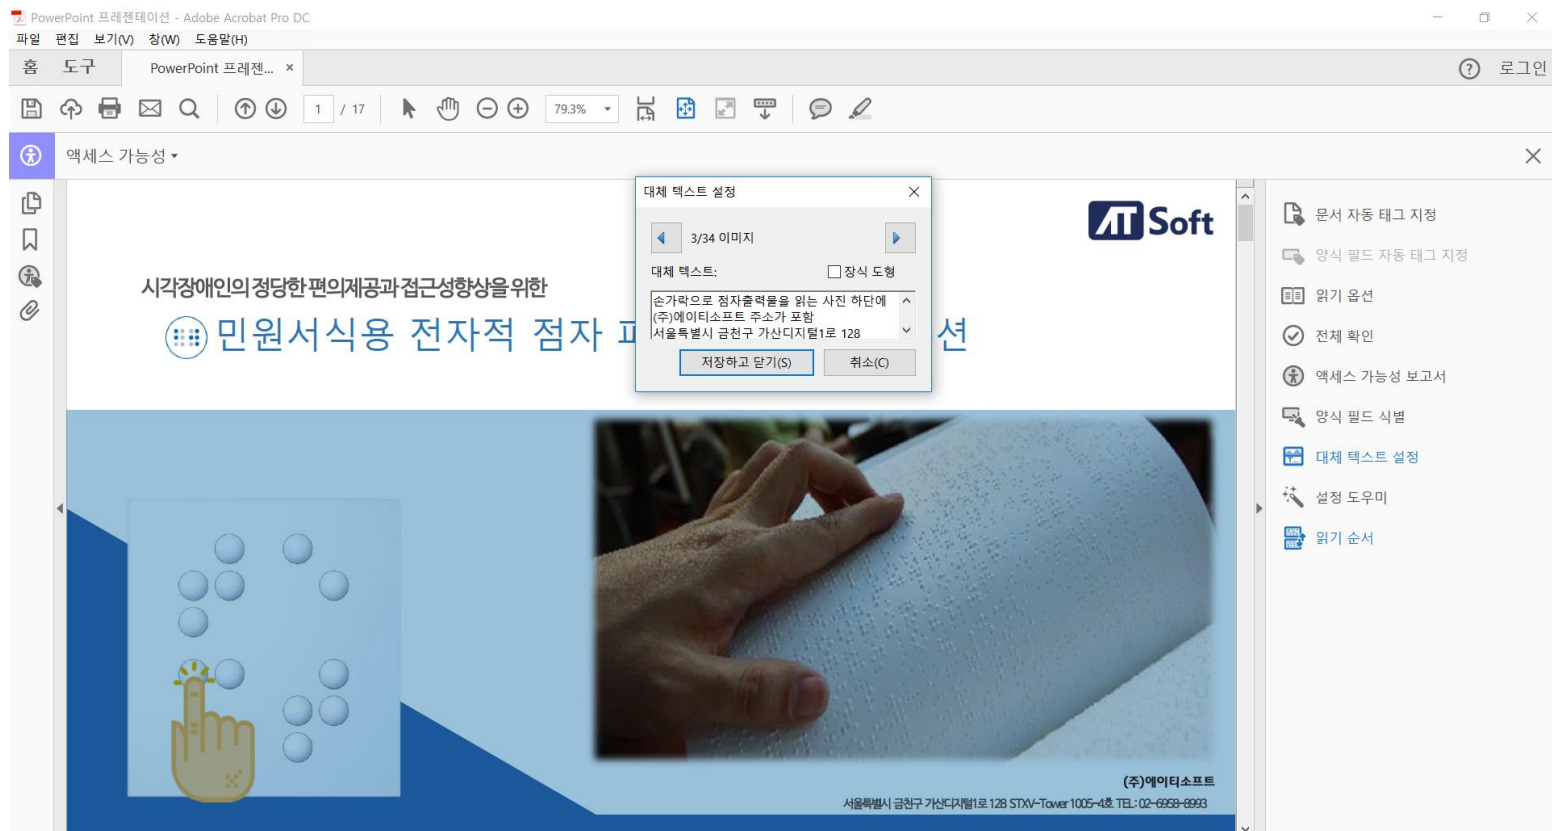 PowerPoint 프레젠테이션 - Adobe Acrobat Pro DC
파일 편집 보기(V) 창(W) 도움말(H)
홈 도구 PowerPoint 프레젠... × 로그인
1 / 17 79.3%
액세스 가능성
대체 텍스트 설정
3/34 이미지
대체 텍스트: 장식 도형
손가락으로 점자출력물을 읽는 사진 하단에
(주)에이티소프트 주소가 포함
서울특별시 금천구 가산디지털1로 128
저장하고 닫기(S) 취소(C)
AT Soft
시각장애인의 정당한 편의제공과 접근성향상을 위한
민원서식용 전자적 점자
션
(주)에이티소프트
서울특별시 금천구 가산디지털1로 128 STXV-Tower 1005-4호 TEL : 02-6958-8993
문서 자동 태그 지정
양식 필드 자동 태그 지정
읽기 옵션
전체 확인
액세스 가능성 보고서
양식 필드 식별
대체 텍스트 설정
설정 도우미
읽기 순서